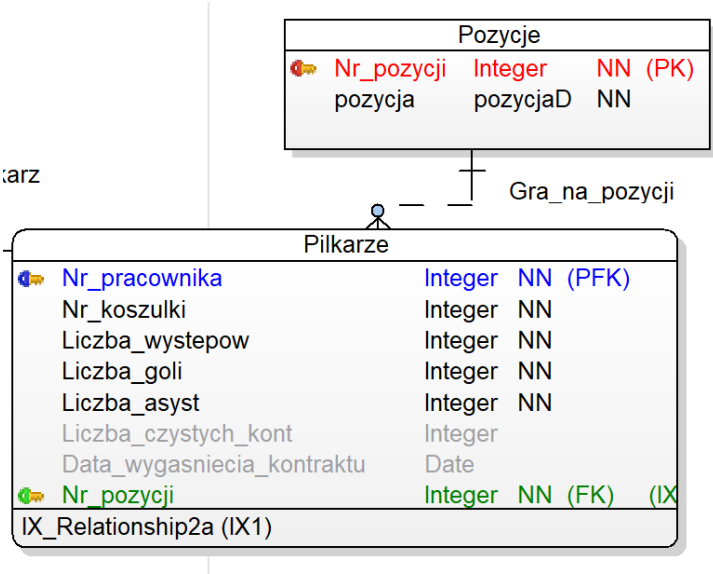 Pozycje
Nr_pozycji Integer NN (PK)
pozycja pozycjaD NN
Gra_na_pozycji
Pilkarze
Nr_pracownika Integer NN (PFK)
Nr_koszulki Integer NN
Liczba_wystepow Integer NN
Liczba_goli Integer NN
Liczba_asyst Integer NN
Liczba_czystych_kont Integer
Data_wygasniecia_kontraktu Date
Nr_pozycji Integer NN (FK) (IX
IX_Relationship2a (IX1)